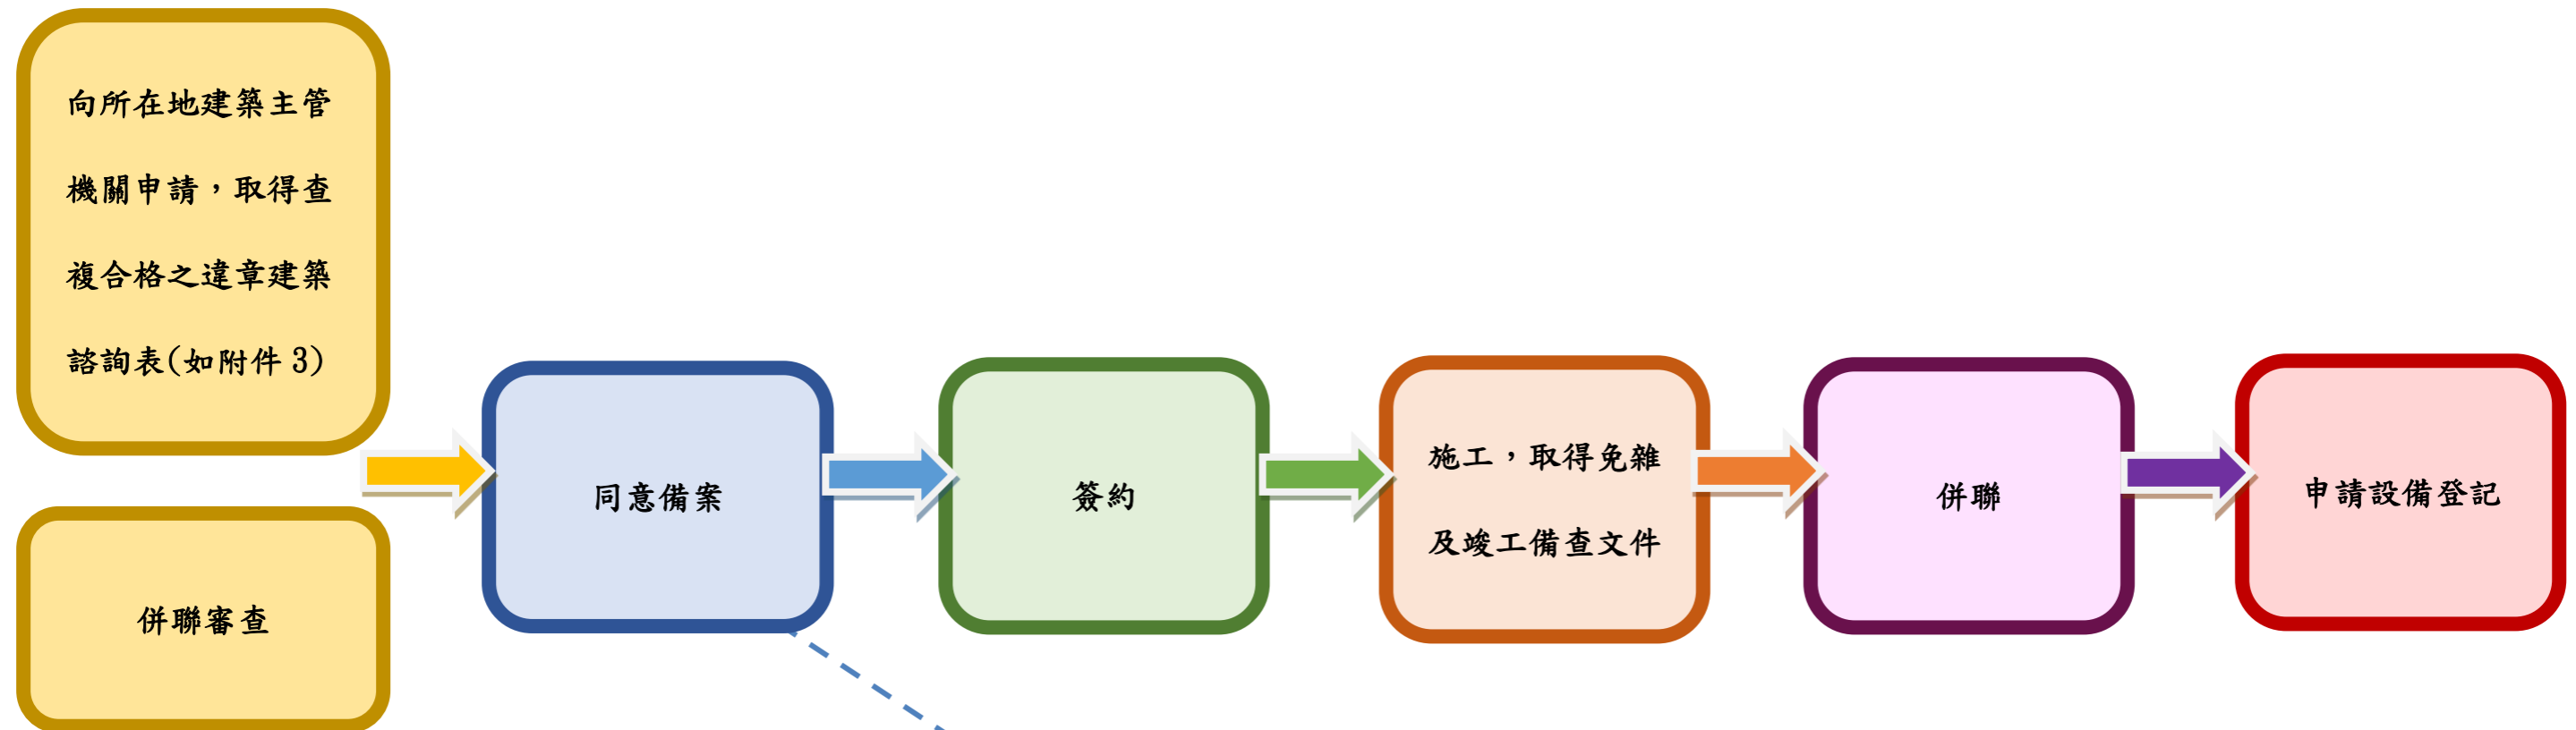 向所在地建築主管
機關申請，取得查
複合格之違章建築
諮詢表(如附件 3)
併聯審查
同意備案
簽約
施工，取得免雜
及竣工備查文件
併聯
申請設備登記